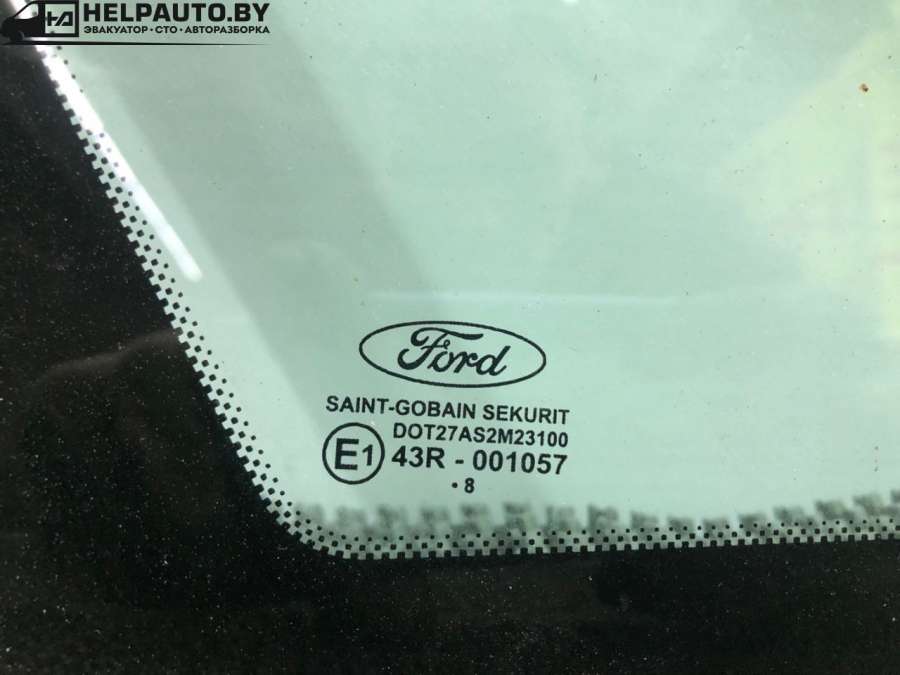 HELPAUTO.BY
ЭВАКУАТОР · СТО · АВТОРАЗБОРКА
Ford
SAINT-GOBAIN SEKURIT
DOT27AS2M23100
E1 43R - 001057
·8